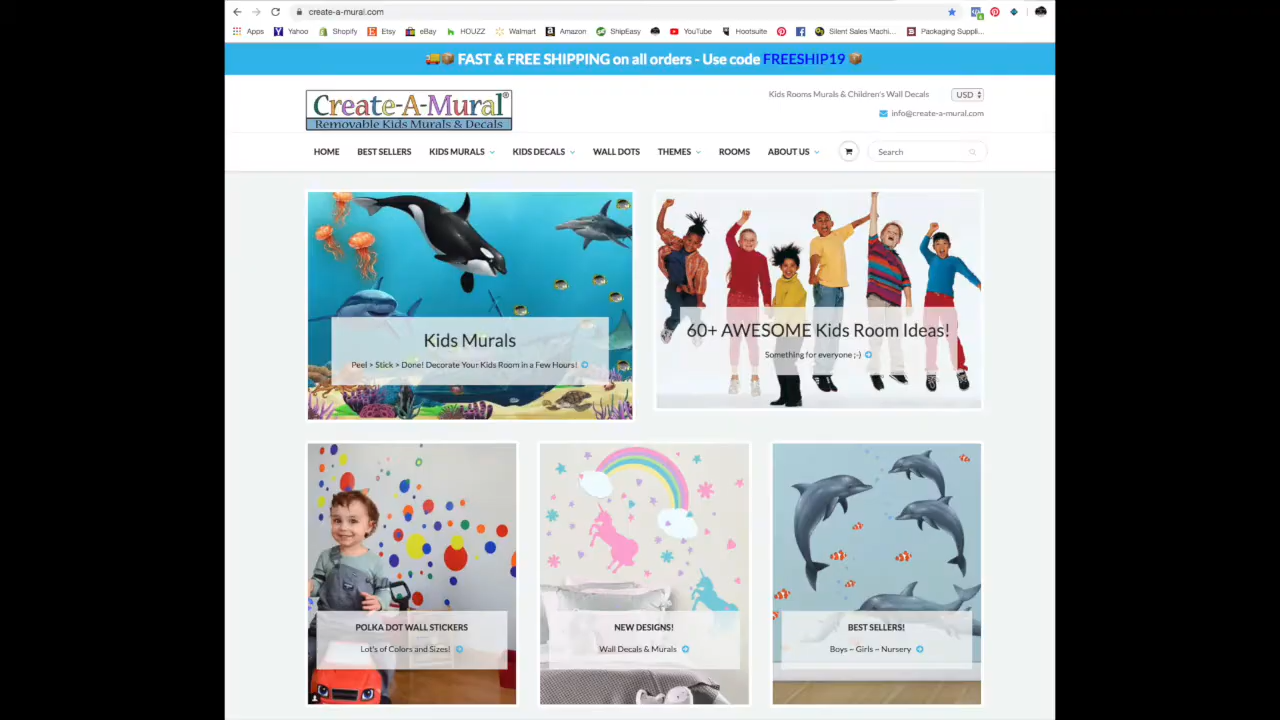 create-a-mural.com
Apps Yahoo Shopify Etsy eBay HOUZZ Walmart Amazon ShipEasy YouTube Hootsuite Silent Sales Machi... Packaging Suppli...
FAST & FREE SHIPPING on all orders - Use code FREESHIP19
Create-A-Mural®
Removable Kids Murals & Decals
Kids Rooms Murals & Children's Wall Decals USD
info@create-a-mural.com
HOME BEST SELLERS KIDS MURALS KIDS DECALS WALL DOTS THEMES ROOMS ABOUT US Search
Kids Murals
Peel > Stick > Done! Decorate Your Kids Room in a Few Hours!
60+ AWESOME Kids Room Ideas!
Something for everyone ;-)
POLKA DOT WALL STICKERS
Lot's of Colors and Sizes!
NEW DESIGNS!
Wall Decals & Murals
BEST SELLERS!
Boys ~ Girls ~ Nursery